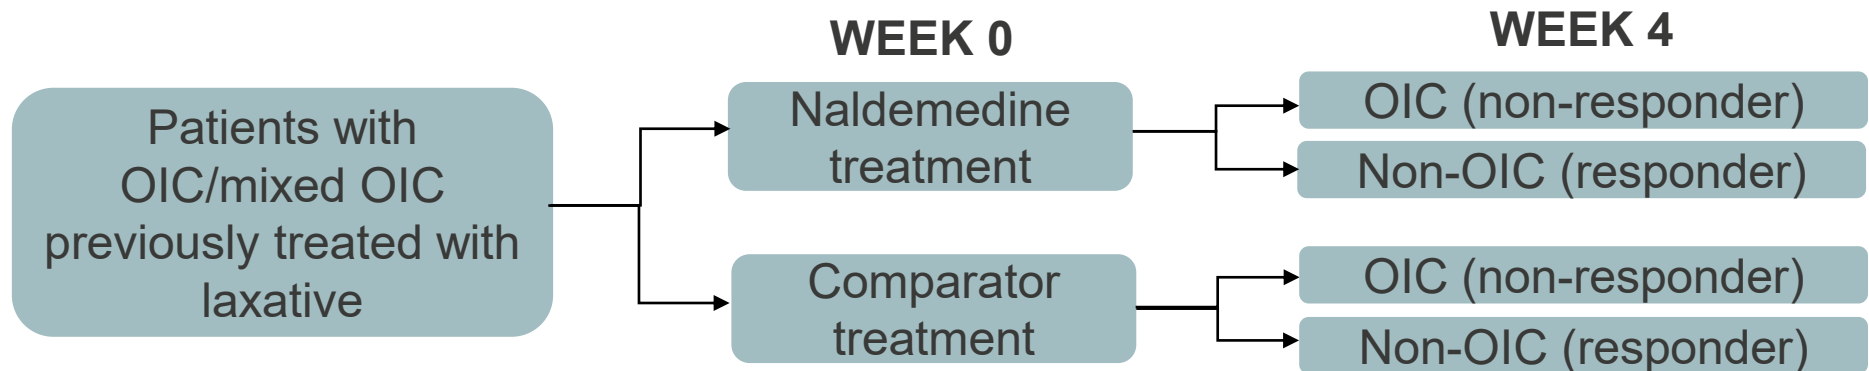 WEEK 0
WEEK 4
Patients with
OIC/mixed OIC
previously treated with
laxative
Naldemedine
treatment
OIC (non-responder)
Non-OIC (responder)
Comparator
treatment
OIC (non-responder)
Non-OIC (responder)